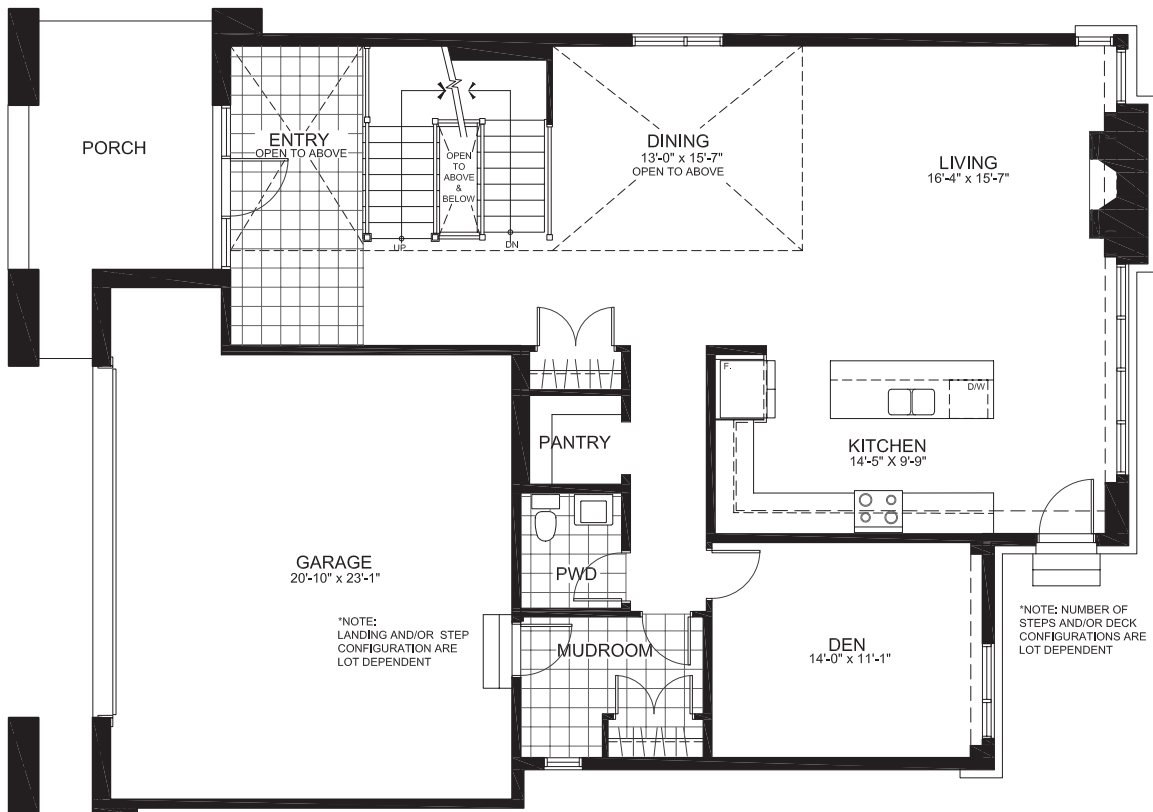 PORCH
ENTRY
OPEN TO ABOVE
OPEN
TO
ABOVE
&
BELOW
UP
DN
DINING
13'-0" x 15'-7"
OPEN TO ABOVE
LIVING
16'-4" x 15'-7"
F.
D/W
KITCHEN
14'-5" X 9'-9"
PANTRY
PWD
GARAGE
20'-10" x 23'-1"
*NOTE:
LANDING AND/OR STEP
CONFIGURATION ARE
LOT DEPENDENT
MUDROOM
DEN
14'-0" x 11'-1"
*NOTE: NUMBER OF
STEPS AND/OR DECK
CONFIGURATIONS ARE
LOT DEPENDENT